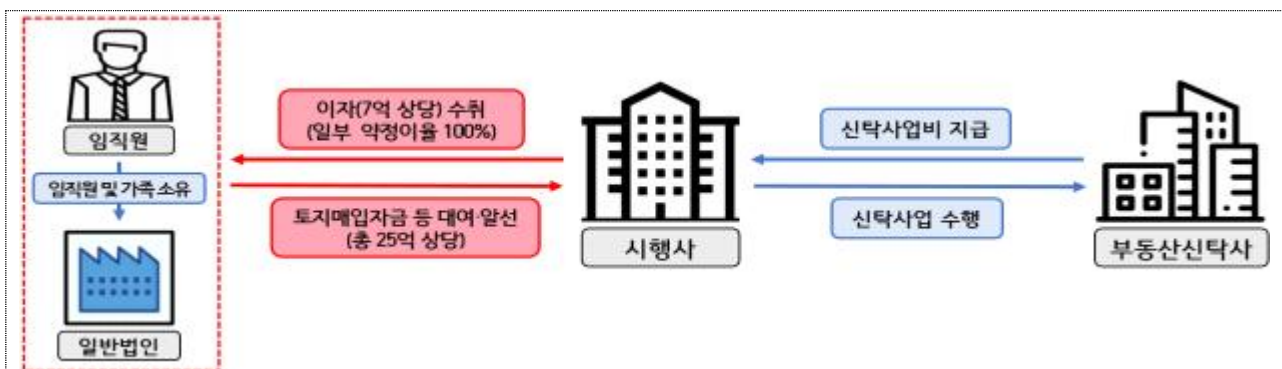 임직원
임직원 및 가족 소유
일반법인
이자(7억 상당) 수취
(일부 약정이율 100%)
토지매입자금 등 대여·알선
(총 25억 상당)
시행사
신탁사업비 지급
신탁사업 수행
부동산신탁사